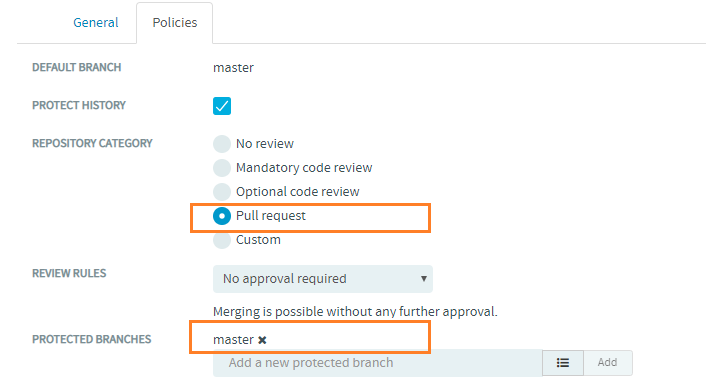 General Policies
DEFAULT BRANCH master
PROTECT HISTORY
REPOSITORY CATEGORY No review
Mandatory code review
Optional code review
Pull request
Custom
REVIEW RULES No approval required
Merging is possible without any further approval.
PROTECTED BRANCHES master
Add a new protected branch Add